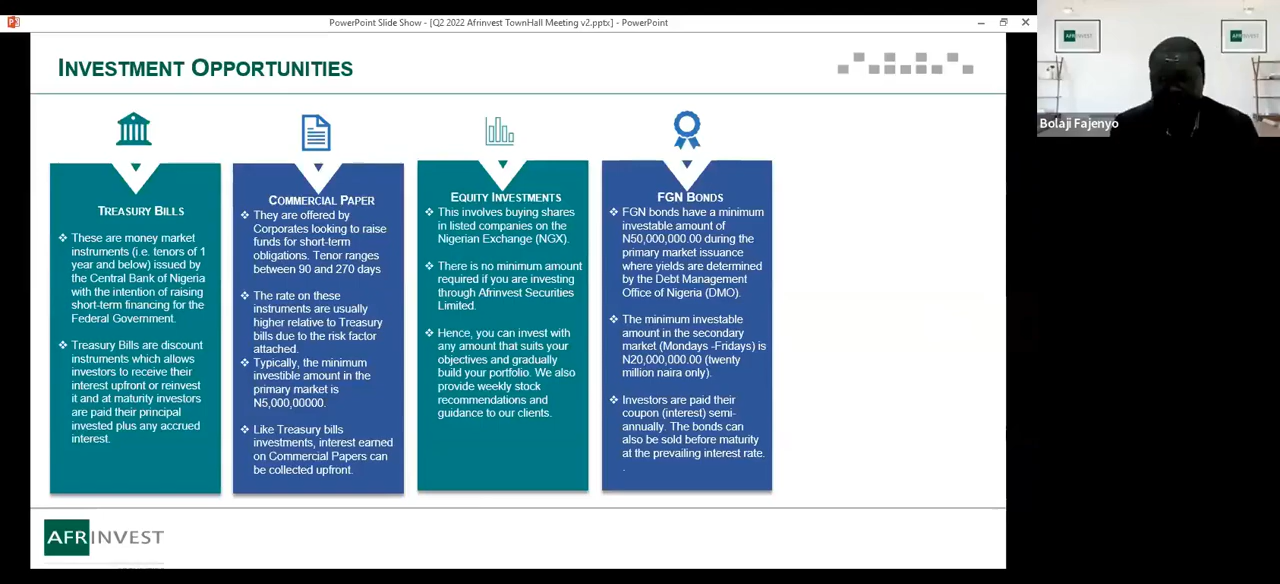 PowerPoint Slide Show - [Q2 2022 Afrinvest TownHall Meeting v2.pptx] - PowerPoint
INVESTMENT OPPORTUNITIES
TREASURY BILLS
❖ These are money market
instruments (i.e. tenors of 1
year and below) issued by
the Central Bank of Nigeria
with the intention of raising
short-term financing for the
Federal Government.
❖ Treasury Bills are discount
instruments which allows
investors to receive their
interest upfront or reinvest
it and at maturity investors
are paid their principal
invested plus any accrued
interest.
COMMERCIAL PAPER
❖ They are offered by
Corporates looking to raise
funds for short-term
obligations. Tenor ranges
between 90 and 270 days
❖ The rate on these
instruments are usually
higher relative to Treasury
bills due to the risk factor
attached.
❖ Typically, the minimum
investible amount in the
primary market is
N5,000,00000.
❖ Like Treasury bills
investments, interest earned
on Commercial Papers can
be collected upfront.
EQUITY INVESTMENTS
❖ This involves buying shares
in listed companies on the
Nigerian Exchange (NGX).
❖ There is no minimum amount
required if you are investing
through Afrinvest Securities
Limited.
❖ Hence, you can invest with
any amount that suits your
objectives and gradually
build your portfolio. We also
provide weekly stock
recommendations and
guidance to our clients.
FGN BONDS
❖ FGN bonds have a minimum
investable amount of
N50,000,000.00 during the
primary market issuance
where yields are determined
by the Debt Management
Office of Nigeria (DMO).
❖ The minimum investable
amount in the secondary
market (Mondays -Fridays) is
N20,000,000.00 (twenty
million naira only).
❖ Investors are paid their
coupon (interest) semi-
annually. The bonds can
also be sold before maturity
at the prevailing interest rate.
.
AFRINVEST
AFRINVEST
AFRINVEST
Bolaji Fajenyo